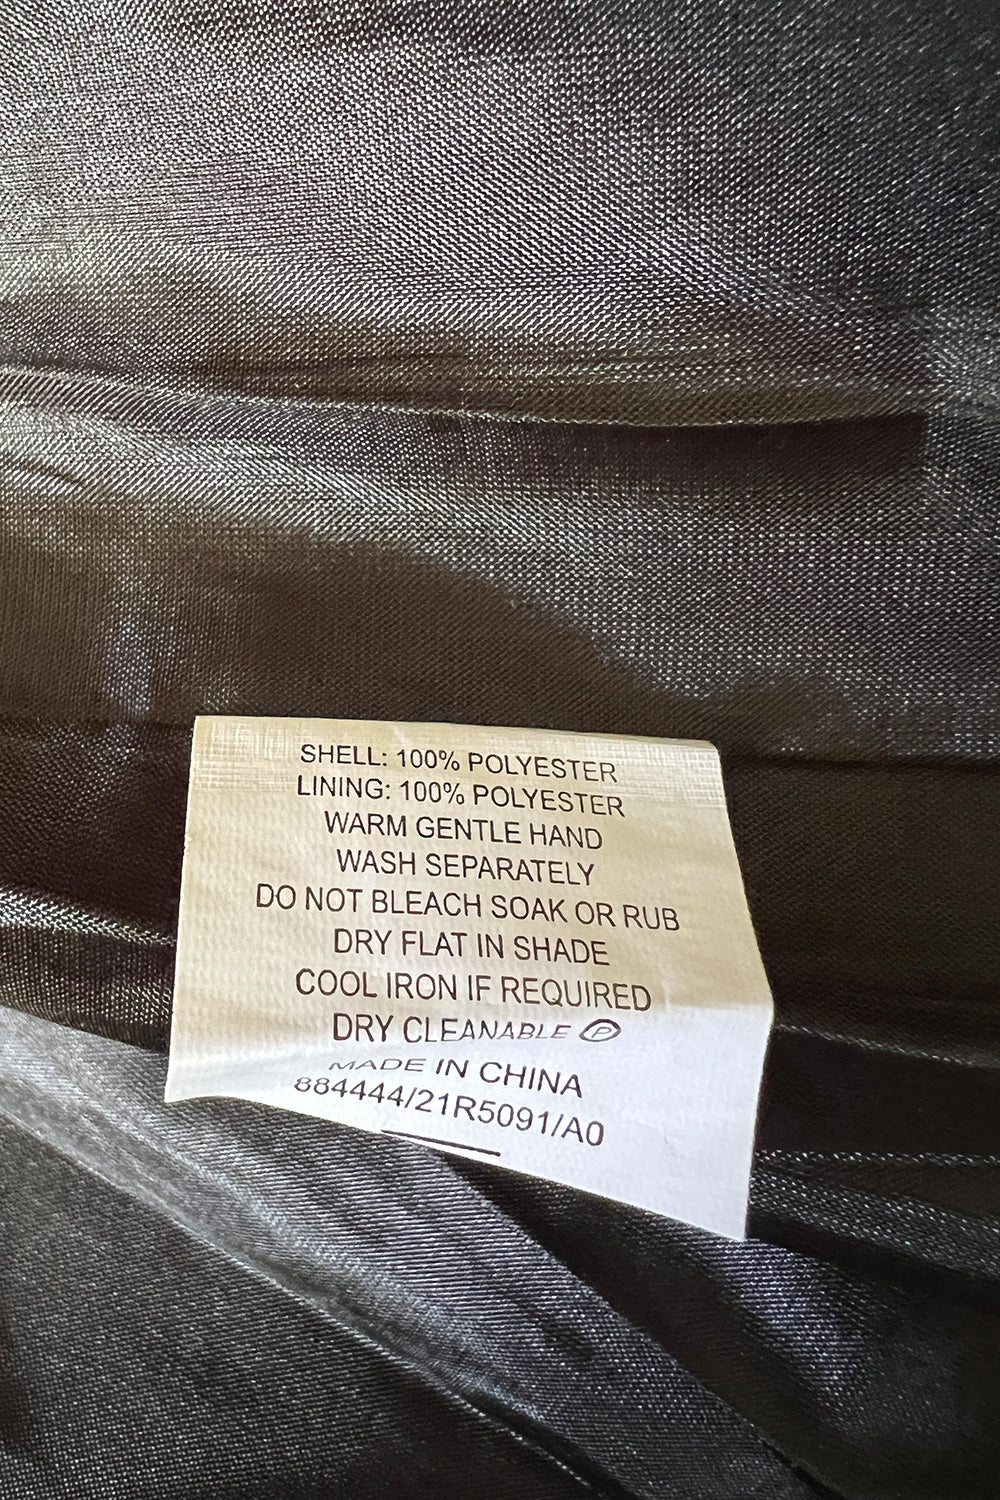 SHELL: 100% POLYESTER
LINING: 100% POLYESTER
WARM GENTLE HAND
WASH SEPARATELY
DO NOT BLEACH SOAK OR RUB
DRY FLAT IN SHADE
COOL IRON IF REQUIRED
DRY CLEANABLE Ⓟ
MADE IN CHINA
884444/21R5091/A0